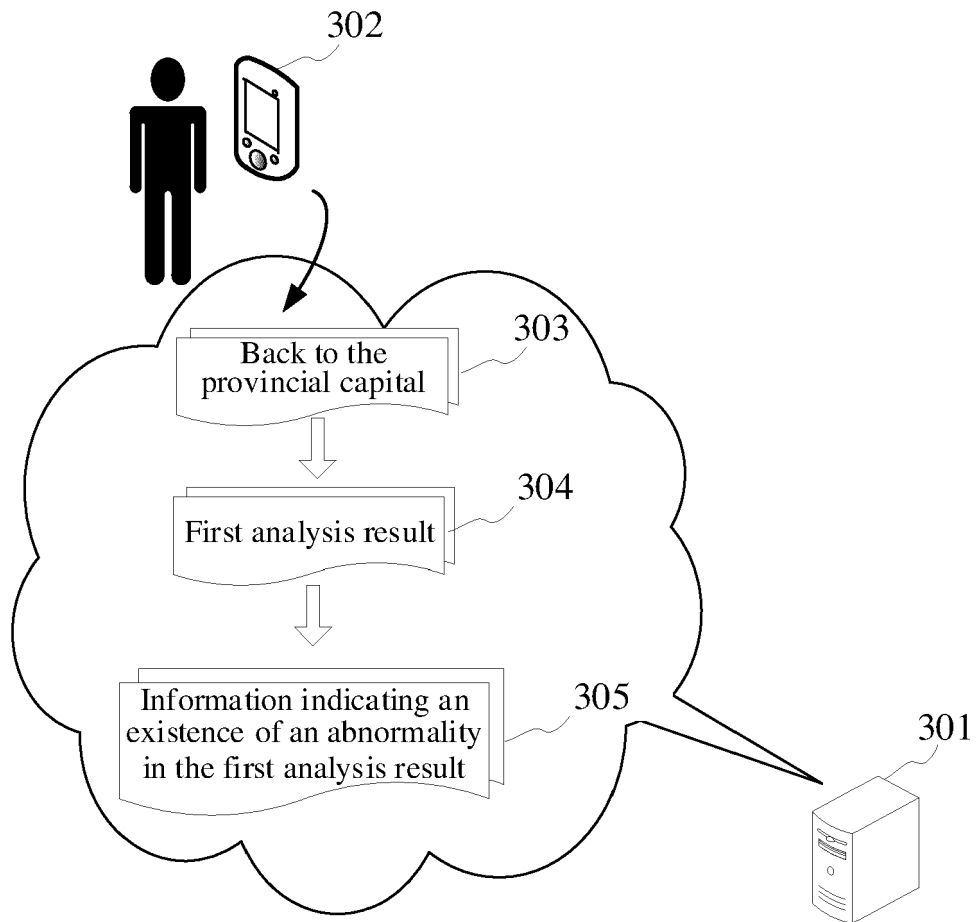 302
303
Back to the
provincial capital
304
First analysis result
305
Information indicating an
existence of an abnormality
in the first analysis result
301